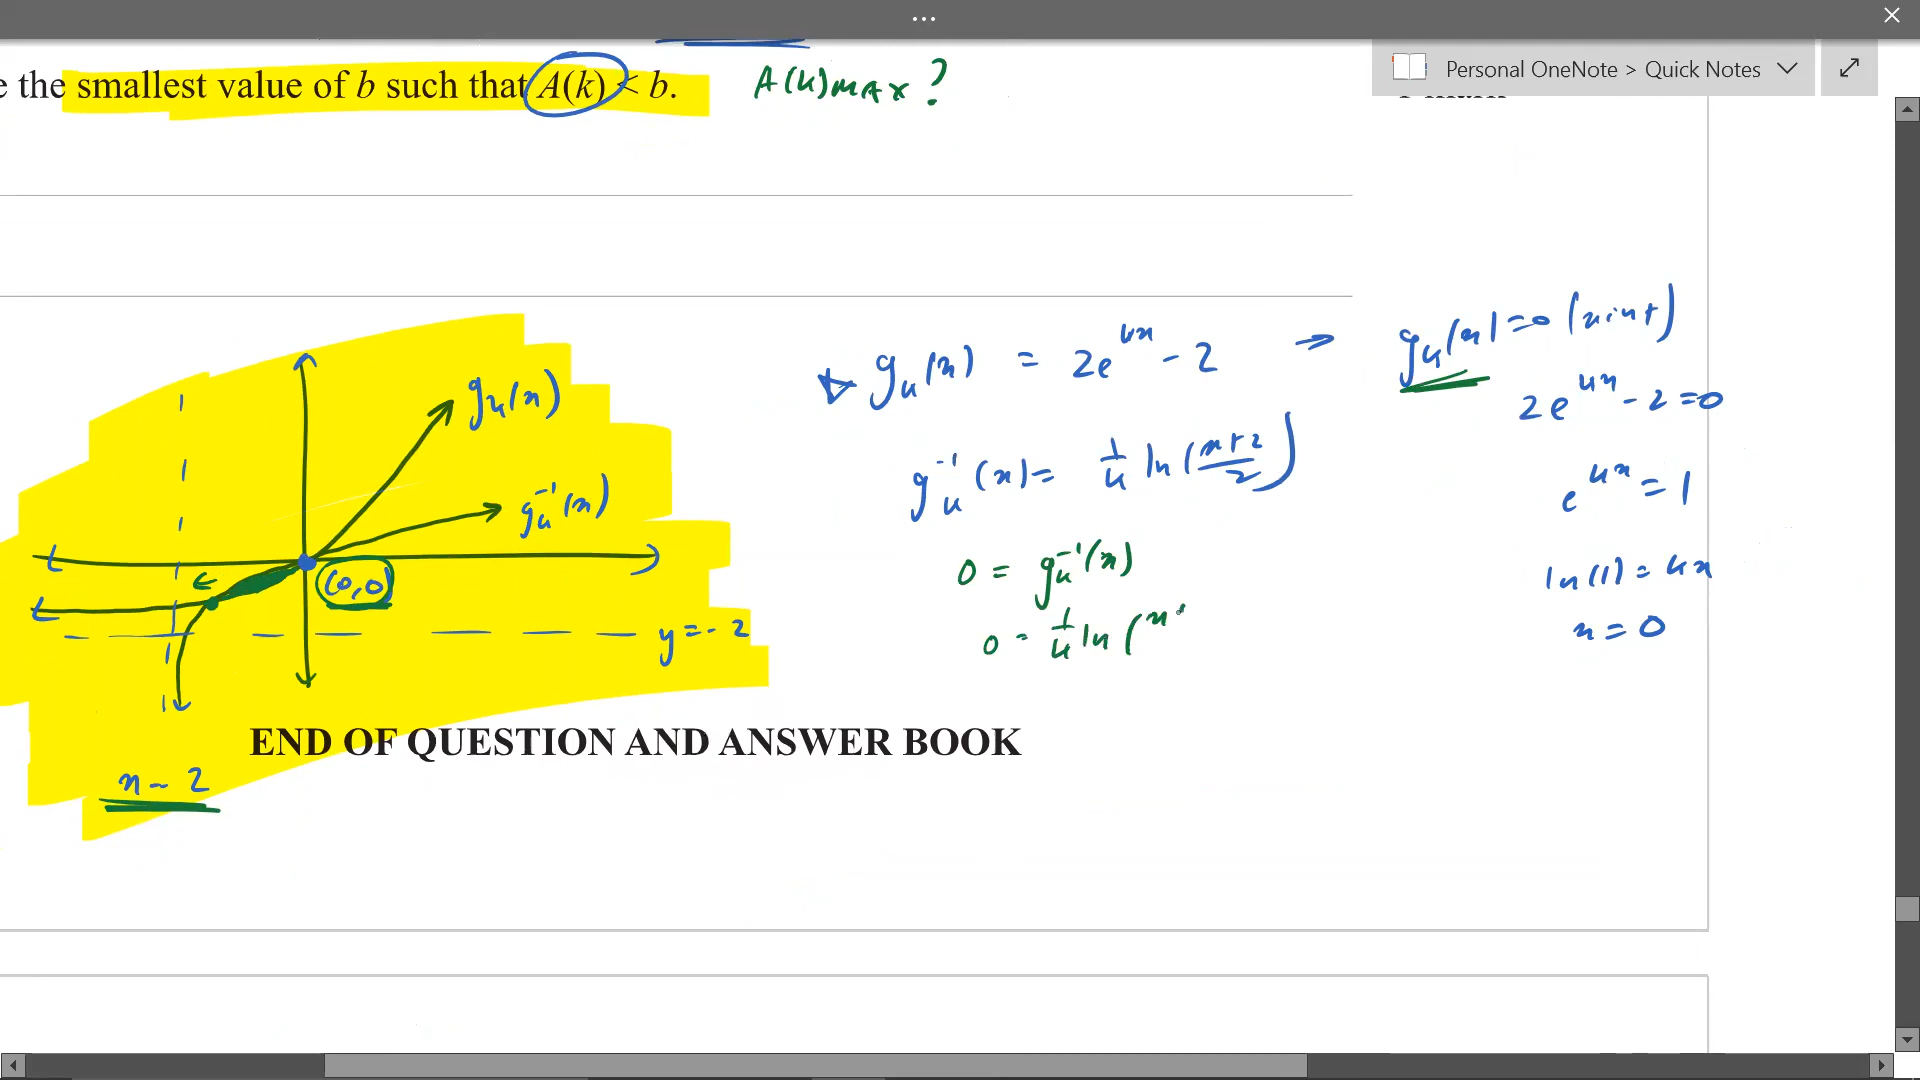 ...
e the smallest value of b such that A(k) < b. A(k)MAX?
Personal OneNote > Quick Notes
gₖ(x) = 2e^(kx) - 2 → gₖ(x) = 0 (x int)
2e^(kx) - 2 = 0
gₖ(x)
gₖ⁻¹(x) = 1/k ln(x+2/2)
e^(kx) = 1
gₖ⁻¹(x)
0 = gₖ⁻¹(x)
ln(1) = kx
(0,0)
0 = 1/k ln(x
x = 0
y = -2
END OF QUESTION AND ANSWER BOOK
x - 2